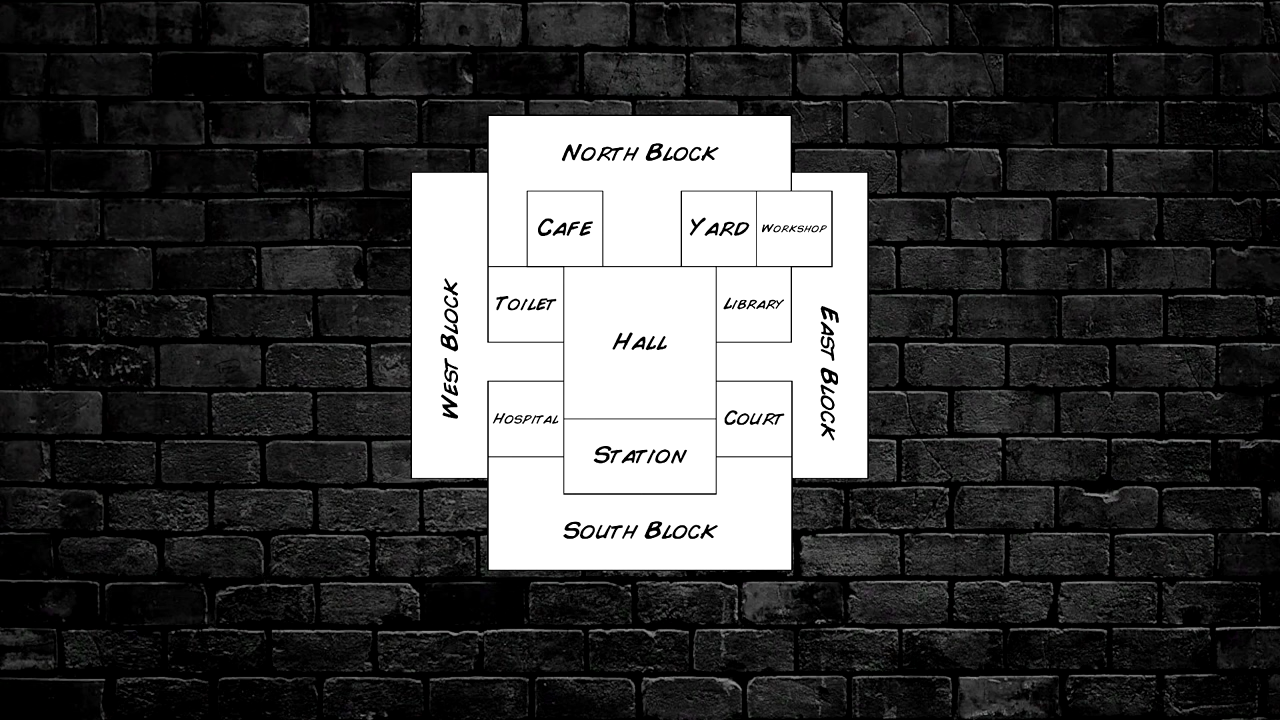 North Block
Cafe
Yard
Workshop
West Block
Toilet
Hall
Library
East Block
Hospital
Court
Station
South Block